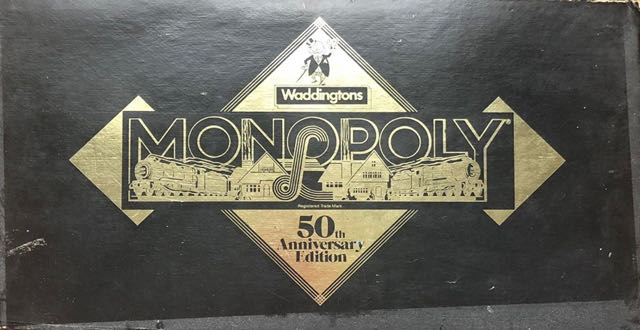 Waddingtons
MONOPOLY®
Registered Trade Mark
50th
Anniversary
Edition